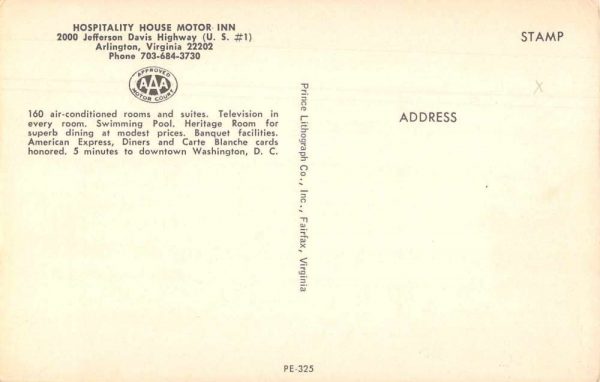 HOSPITALITY HOUSE MOTOR INN
2000 Jefferson Davis Highway (U. S. #1)
Arlington, Virginia 22202
Phone 703-684-3730
APPROVED
AAA
MOTOR COURT
160 air-conditioned rooms and suites. Television in
every room. Swimming Pool. Heritage Room for
superb dining at modest prices. Banquet facilities.
American Express, Diners and Carte Blanche cards
honored. 5 minutes to downtown Washington, D. C.
Prince Lithograph Co., Inc., Fairfax, Virginia
STAMP
x
ADDRESS
PE-325